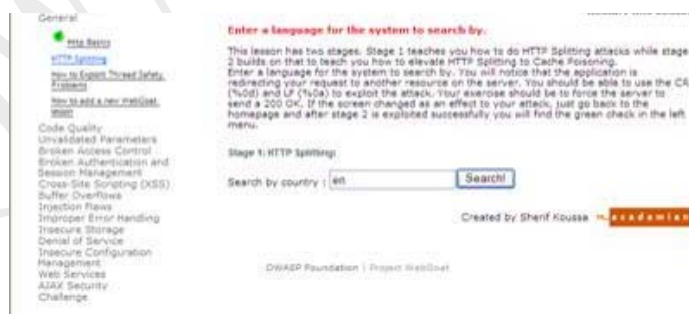 General
Http Basics
HTTP Splitting
How to Exploit Thread Safety
Problems
How to add a new WebGoat
lesson
Code Quality
Unvalidated Parameters
Broken Access Control
Broken Authentication and
Session Management
Cross-Site Scripting (XSS)
Buffer Overflows
Injection Flaws
Improper Error Handling
Insecure Storage
Denial of Service
Insecure Configuration
Management
Web Services
AJAX Security
Challenge
Enter a language for the system to search by.
This lesson has two stages. Stage 1 teaches you how to do HTTP Splitting attacks while stage
2 builds on that to teach you how to elevate HTTP Splitting to Cache Poisoning.
Enter a language for the system to search by. You will notice that the application is
redirecting your request to another resource on the server. You should be able to use the CR
(%0d) and LF (%0a) to exploit the attack. Your exercise should be to force the server to
send a 200 OK. If the screen changed as an effect to your attack, just go back to the
homepage and after stage 2 is exploited successfully you will find the green check in the left
menu.
Stage 1: HTTP Splitting:
Search by country : en Search!
Created by Sherif Koussa macadamian
OWASP Foundation | Project WebGoat